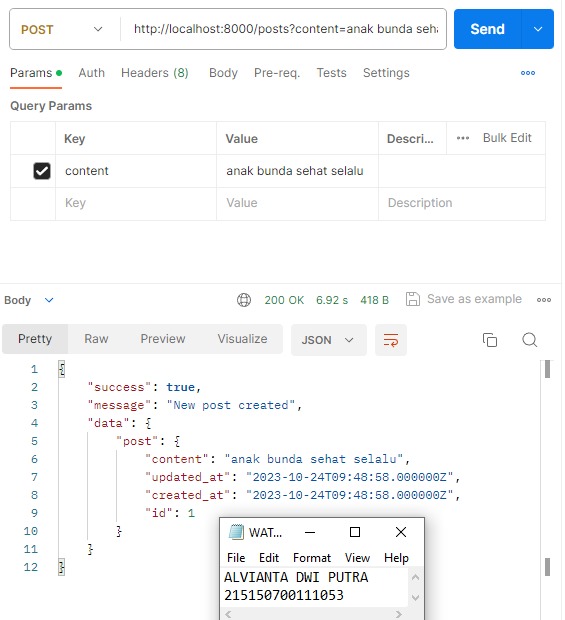 POST http://localhost:8000/posts?content=anak bunda seha Send
Params Auth Headers (8) Body Pre-req. Tests Settings
Query Params
Key Value Descri... Bulk Edit
content anak bunda sehat selalu
Key Value Description
Body 200 OK 6.92 s 418 B Save as example
Pretty Raw Preview Visualize JSON
1 {
2 "success": true,
3 "message": "New post created",
4 "data": {
5 "post": {
6 "content": "anak bunda sehat selalu",
7 "updated_at": "2023-10-24T09:48:58.000000Z",
8 "created_at": "2023-10-24T09:48:58.000000Z",
9 "id": 1
10 }
11 }
12 }
WAT...
File Edit Format View Help
ALVIANTA DWI PUTRA
215150700111053